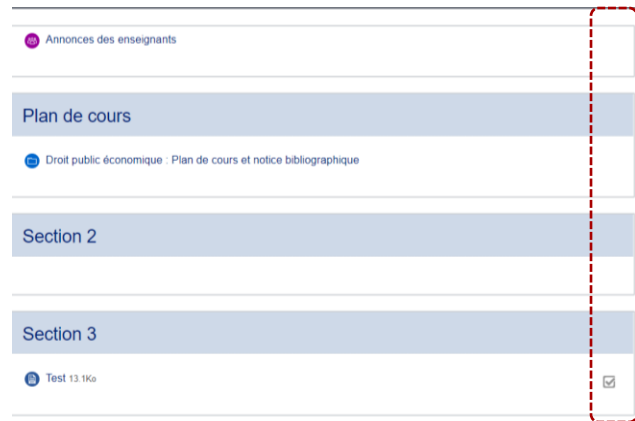 Annonces des enseignants
Plan de cours
Droit public économique : Plan de cours et notice bibliographique
Section 2
Section 3
Test 13.1Ko